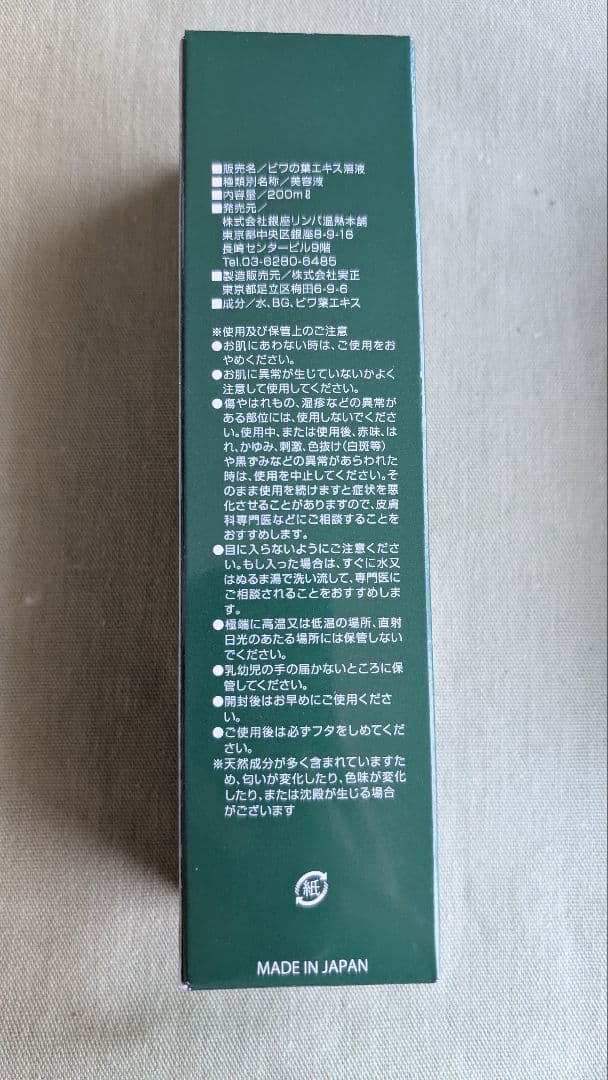 ■販売名／ビワの葉エキス溶液
■種類別名称／美容液
■内容量／200mℓ
■発売元／
株式会社銀座リンパ温熱本舗
東京都中央区銀座8-9-16
長崎センタービル9階
Tel.03-6280-6485
■製造販売元／株式会社実正
東京都足立区梅田6-9-6
■成分／水、BG、ビワ葉エキス
※使用及び保管上のご注意
●お肌にあわない時は、ご使用をお
やめください。
●お肌に異常が生じていないかよく
注意して使用してください。
●傷やはれもの、湿疹などの異常が
ある部位には、使用しないでくださ
い。使用中、または使用後、赤味、は
れ、かゆみ、刺激、色抜け(白斑等)
や黒ずみなどの異常があらわれた
時は、使用を中止してください。そ
のまま使用を続けますと症状を悪
化させることがありますので、皮膚
科専門医などにご相談することを
おすすめします。
●目に入らないようにご注意くださ
い。もし入った場合は、すぐに水又
はぬるま湯で洗い流して、専門医に
ご相談されることをおすすめしま
す。
●極端に高温又は低温の場所、直射
日光のあたる場所には保管しない
でください。
●乳幼児の手の届かないところに保
管してください。
●開封後はお早めにご使用くださ
い。
●ご使用後は必ずフタをしめてくだ
さい。
※天然成分が多く含まれていますた
め、匂いが変化したり、色味が変化
したり、または沈殿が生じる場合
がございます
紙
MADE IN JAPAN